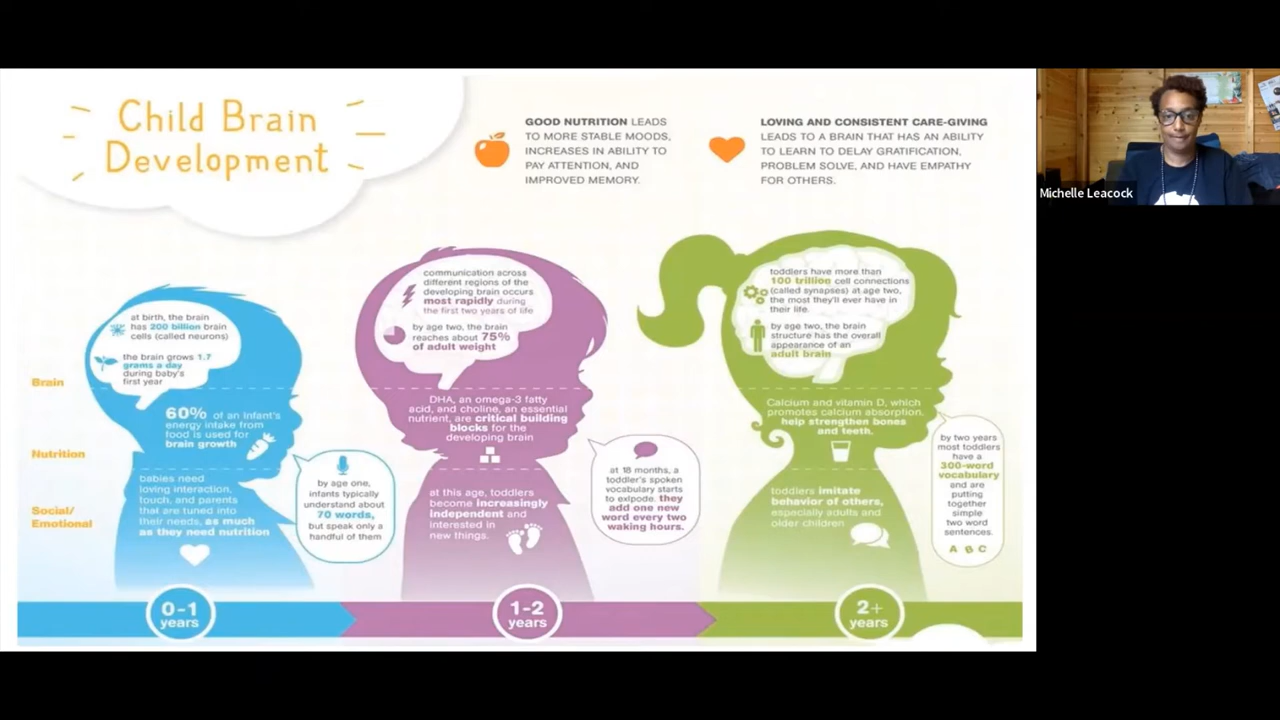 Child Brain
Development
GOOD NUTRITION LEADS
TO MORE STABLE MOODS,
INCREASES IN ABILITY TO
PAY ATTENTION, AND
IMPROVED MEMORY.
LOVING AND CONSISTENT CARE-GIVING
LEADS TO A BRAIN THAT HAS AN ABILITY
TO LEARN TO DELAY GRATIFICATION,
PROBLEM SOLVE, AND HAVE EMPATHY
FOR OTHERS.
Michelle Leacock
Brain
Nutrition
Social/
Emotional
at birth, the brain
has 200 billion brain
cells (called neurons)
the brain grows 1.7
grams a day
during baby's
first year
60% of an infant's
energy intake from
food is used for
brain growth
babies need
loving interaction,
touch, and parents
that are tuned into
their needs, as much
as they need nutrition
by age one,
infants typically
understand about
70 words,
but speak only a
handful of them
0-1
years
communication across
different regions of the
developing brain occurs
most rapidly during
the first two years of life
by age two, the brain
reaches about 75%
of adult weight
DHA, an omega-3 fatty
acid, and choline, an essential
nutrient, are critical building
blocks for the
developing brain
at this age, toddlers
become increasingly
independent and
interested in
new things.
at 18 months, a
toddler's spoken
vocabulary starts
to exlpode. they
add one new
word every two
waking hours.
1-2
years
toddlers have more than
100 trillion cell connections
(called synapses) at age two,
the most they'll ever have in
their life.
by age two, the brain
structure has the overall
appearance of an
adult brain
Calcium and vitamin D, which
promotes calcium absorption,
help strengthen bones
and teeth.
toddlers imitate
behavior of others,
especially adults and
older children
by two years
most toddlers
have a
300-word
vocabulary
and are
putting
together
simple
two word
sentences.
A B C
2+
years